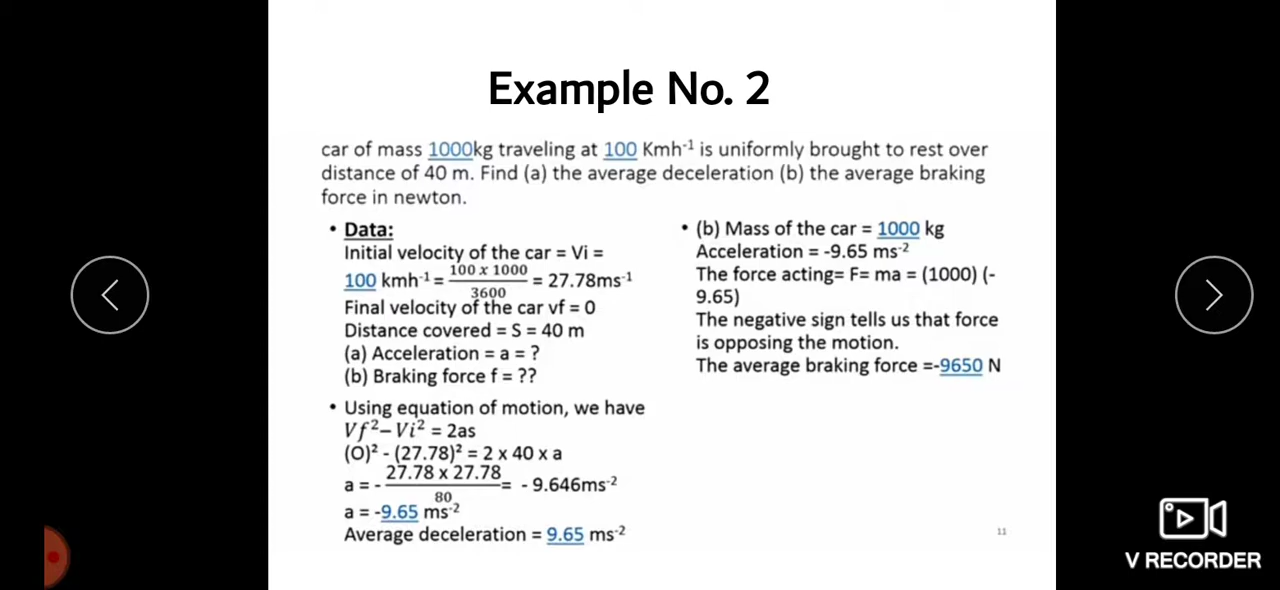 Example No. 2
car of mass 1000kg traveling at 100 Kmh⁻¹ is uniformly brought to rest over
distance of 40 m. Find (a) the average deceleration (b) the average braking
force in newton.
• Data:
Initial velocity of the car = Vi =
100 kmh⁻¹ = 100 x 1000 / 3600 = 27.78ms⁻¹
Final velocity of the car vf = 0
Distance covered = S = 40 m
(a) Acceleration = a = ?
(b) Braking force f = ??
• Using equation of motion, we have
Vf² – Vi² = 2as
(O)² - (27.78)² = 2 x 40 x a
a = - 27.78 x 27.78 / 80 = - 9.646ms⁻²
a = -9.65 ms⁻²
Average deceleration = 9.65 ms⁻²
• (b) Mass of the car = 1000 kg
Acceleration = -9.65 ms⁻²
The force acting= F= ma = (1000) (-
9.65)
The negative sign tells us that force
is opposing the motion.
The average braking force =-9650 N
11
V RECORDER